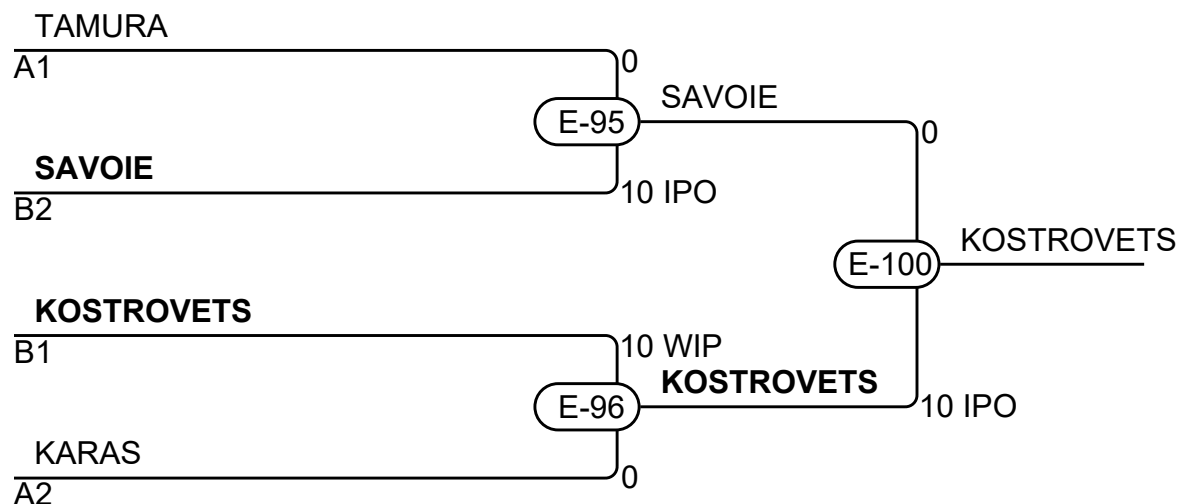 TAMURA
A1
0
SAVOIE
E-95
0
SAVOIE
10 IPO
B2
KOSTROVETS
E-100
KOSTROVETS
B1
10 WIP
KOSTROVETS
E-96
10 IPO
KARAS
0
A2